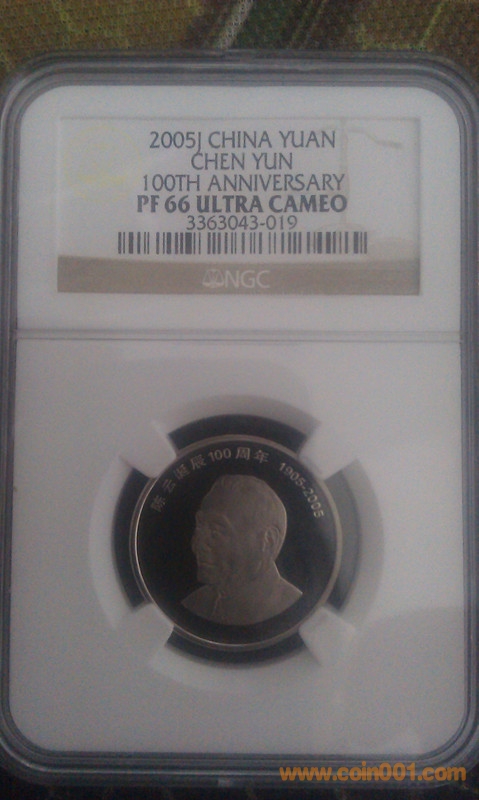 2005J CHINA YUAN
CHEN YUN
100TH ANNIVERSARY
PF 66 ULTRA CAMEO
3363043-019
NGC
陈云诞辰100周年 1905-2005
www.coin001.com